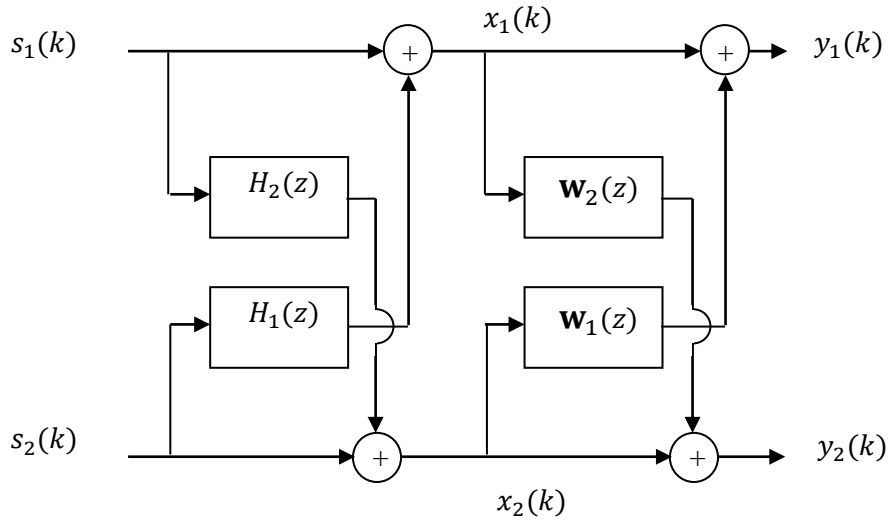 s₁(k) + x₁(k) + y₁(k)
H₂(z) 𝐰₂(z)
H₁(z) 𝐰₁(z)
s₂(k) + x₂(k) + y₂(k)